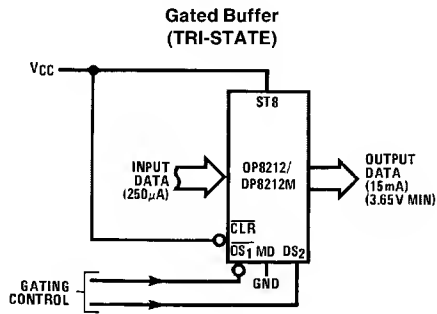 Gated Buffer
(TRI-STATE)
VCC
ST8
INPUT
DATA
(250μA)
OP8212/
DP8212M
OUTPUT
DATA
(15mA)
(3.65V MIN)
CLR
DS1 MD DS2
GATING
CONTROL
GND